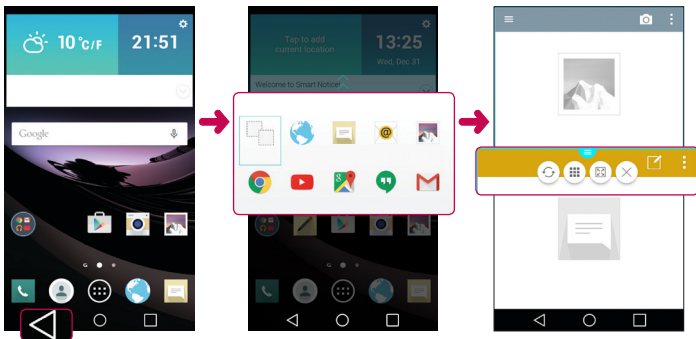 10 °C/F
21:51
Google
G
Tap to add
current location
13:25
Wed, Dec 31
Welcome to Smart Notice!
G